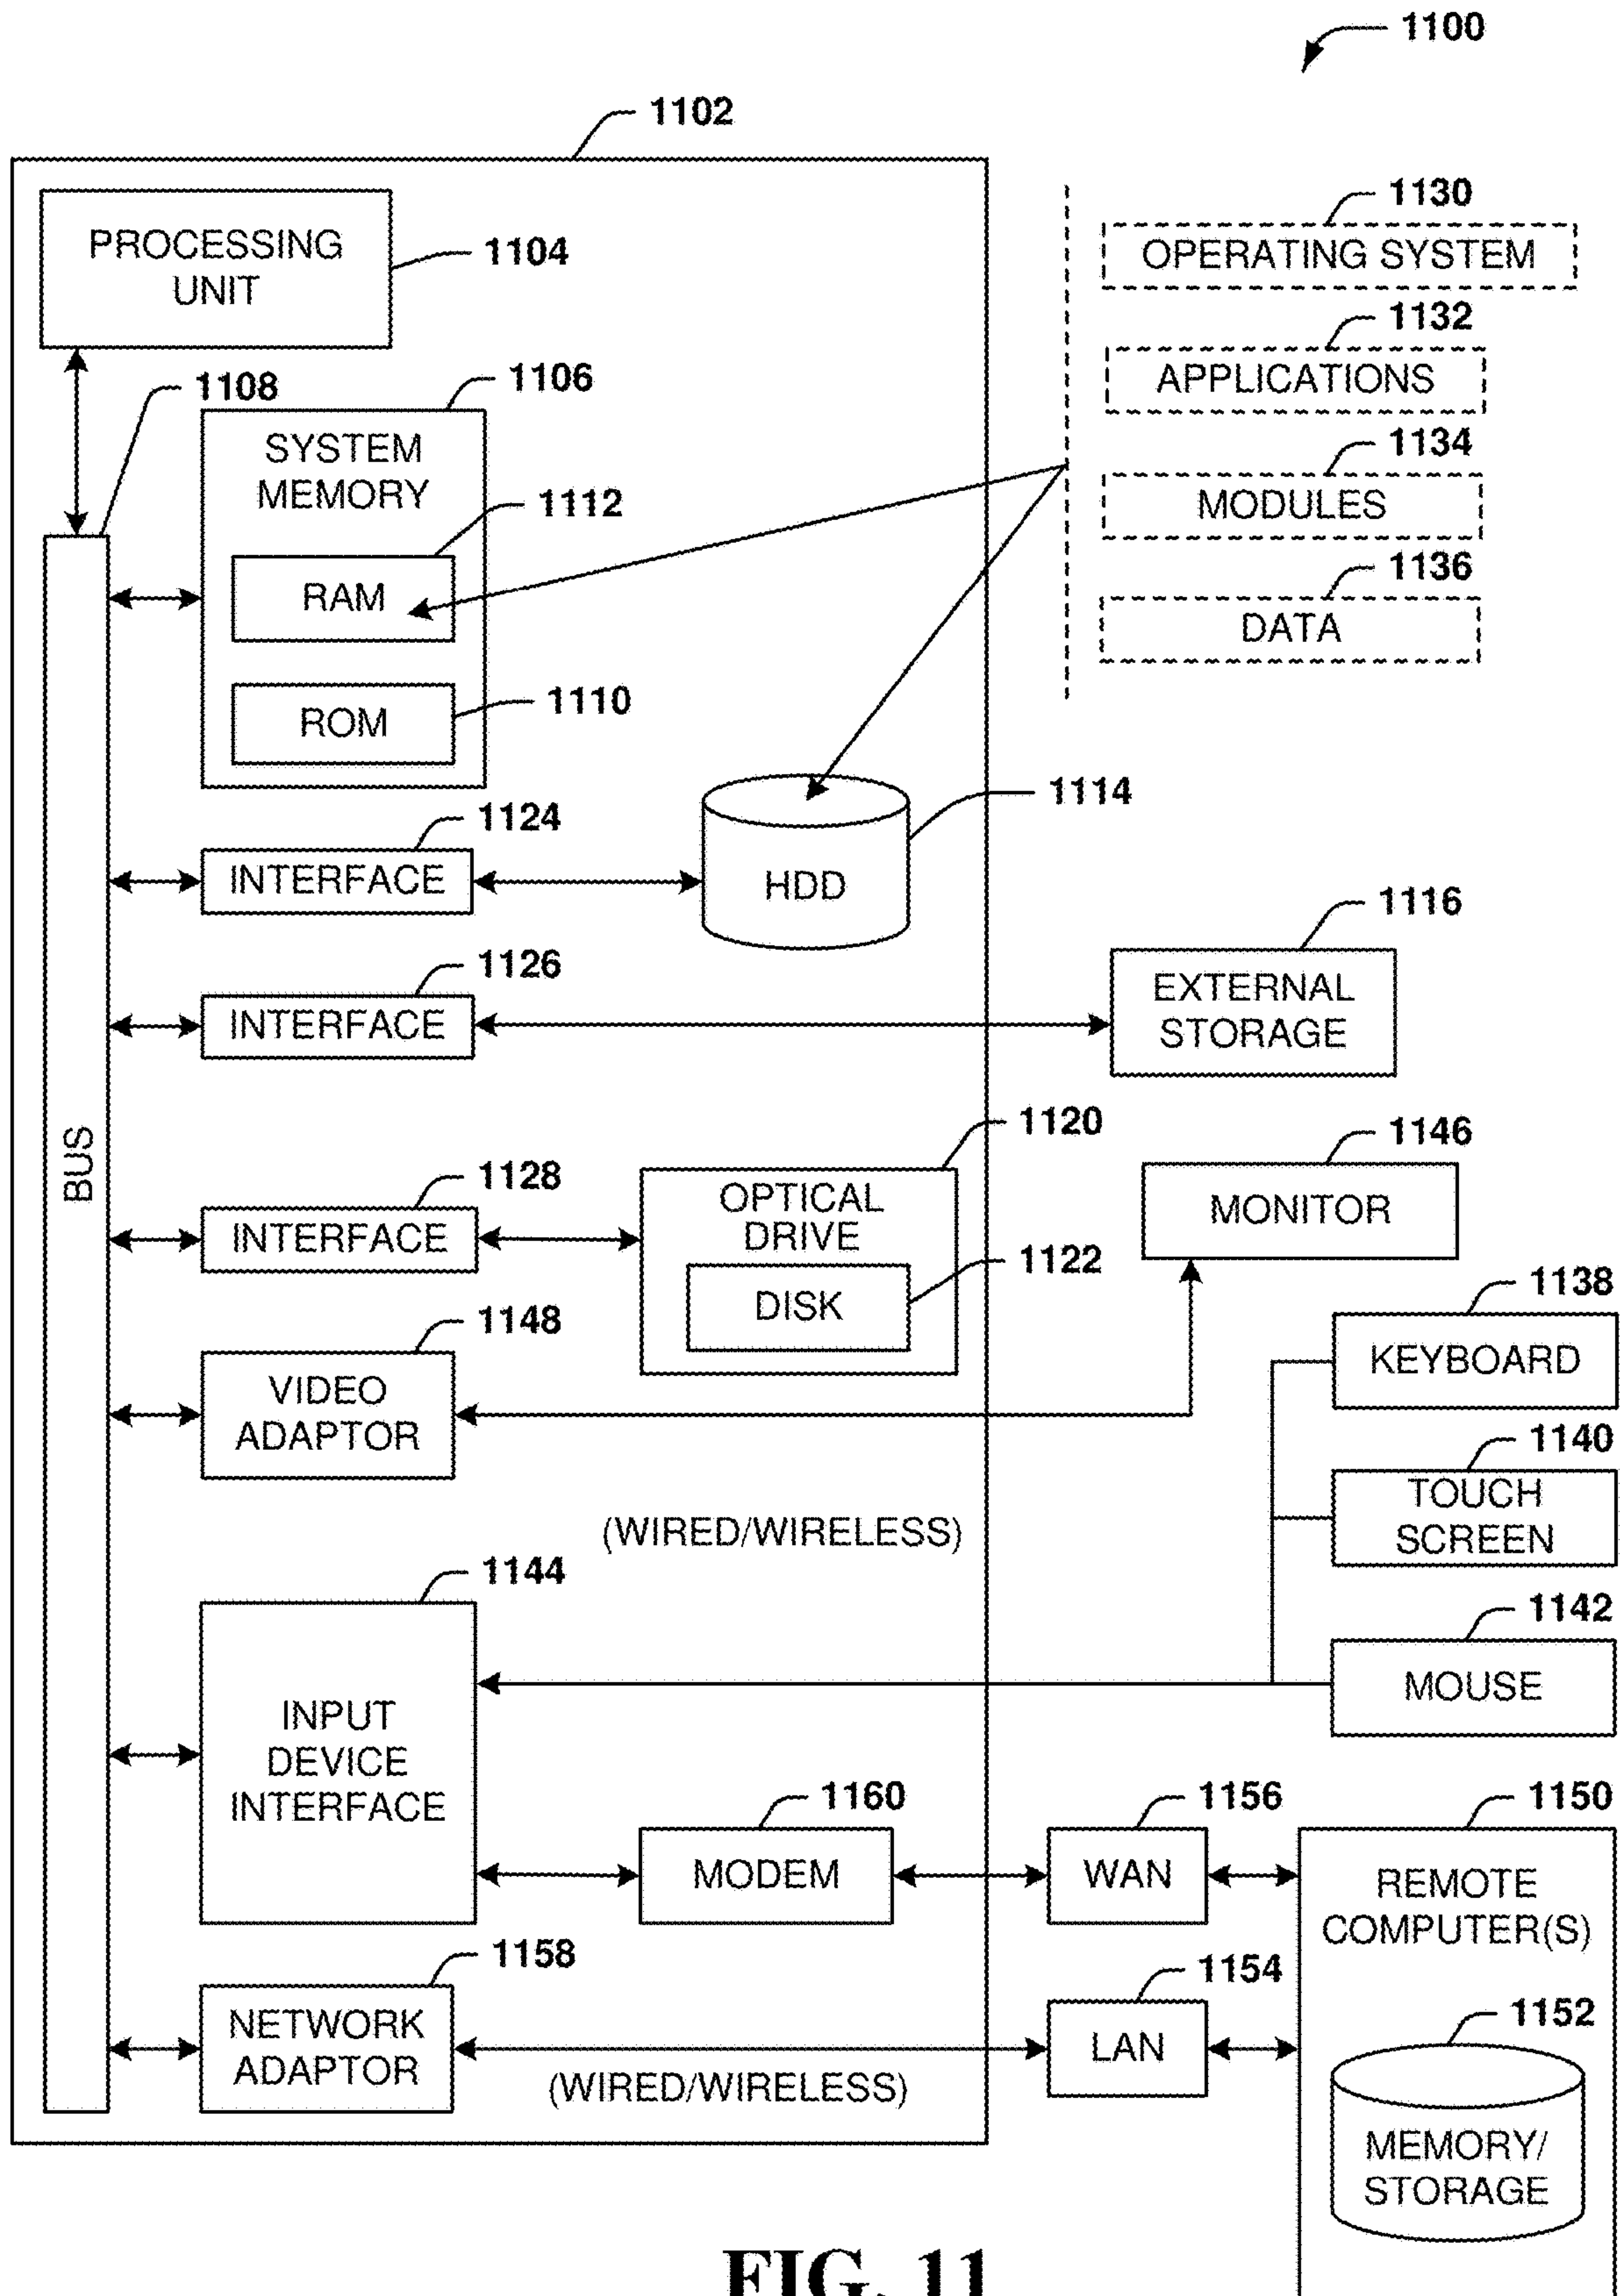 1100
1102
PROCESSING
UNIT
1104
1130
OPERATING SYSTEM
1132
APPLICATIONS
1134
MODULES
1136
DATA
1108
1106
SYSTEM
MEMORY
1112
RAM
ROM
1110
1124
INTERFACE
HDD
1114
1126
INTERFACE
1116
EXTERNAL
STORAGE
BUS
1128
INTERFACE
1120
OPTICAL
DRIVE
1122
DISK
1146
MONITOR
1148
VIDEO
ADAPTOR
1138
KEYBOARD
1140
TOUCH
SCREEN
(WIRED/WIRELESS)
1144
INPUT
DEVICE
INTERFACE
1142
MOUSE
1160
MODEM
1156
WAN
1150
REMOTE
COMPUTER(S)
1158
NETWORK
ADAPTOR
(WIRED/WIRELESS)
1154
LAN
1152
MEMORY/
STORAGE
FIG. 11